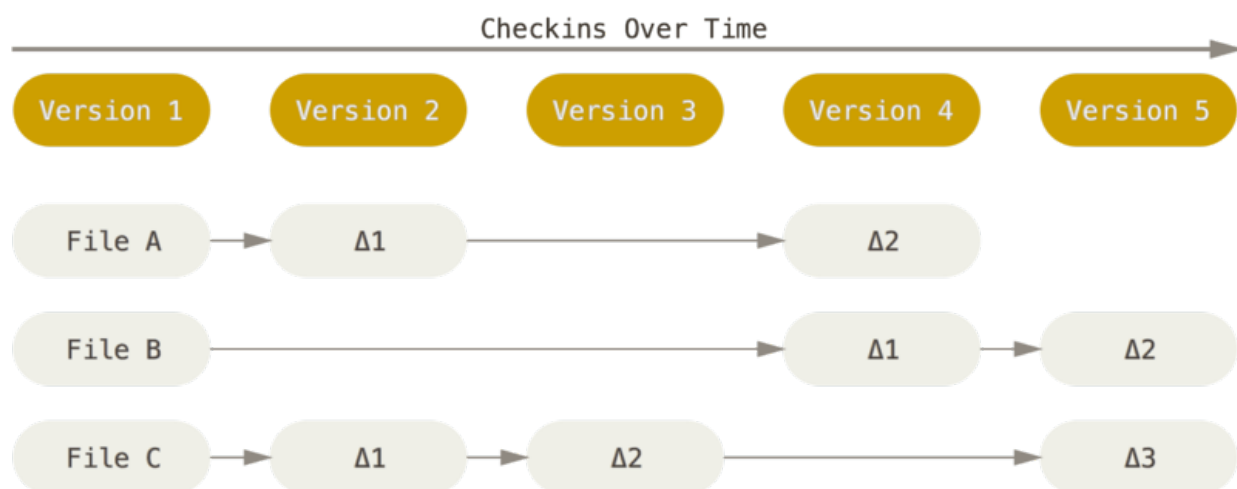 Checkins Over Time
Version 1 Version 2 Version 3 Version 4 Version 5
File A Δ1 Δ2
File B Δ1 Δ2
File C Δ1 Δ2 Δ3